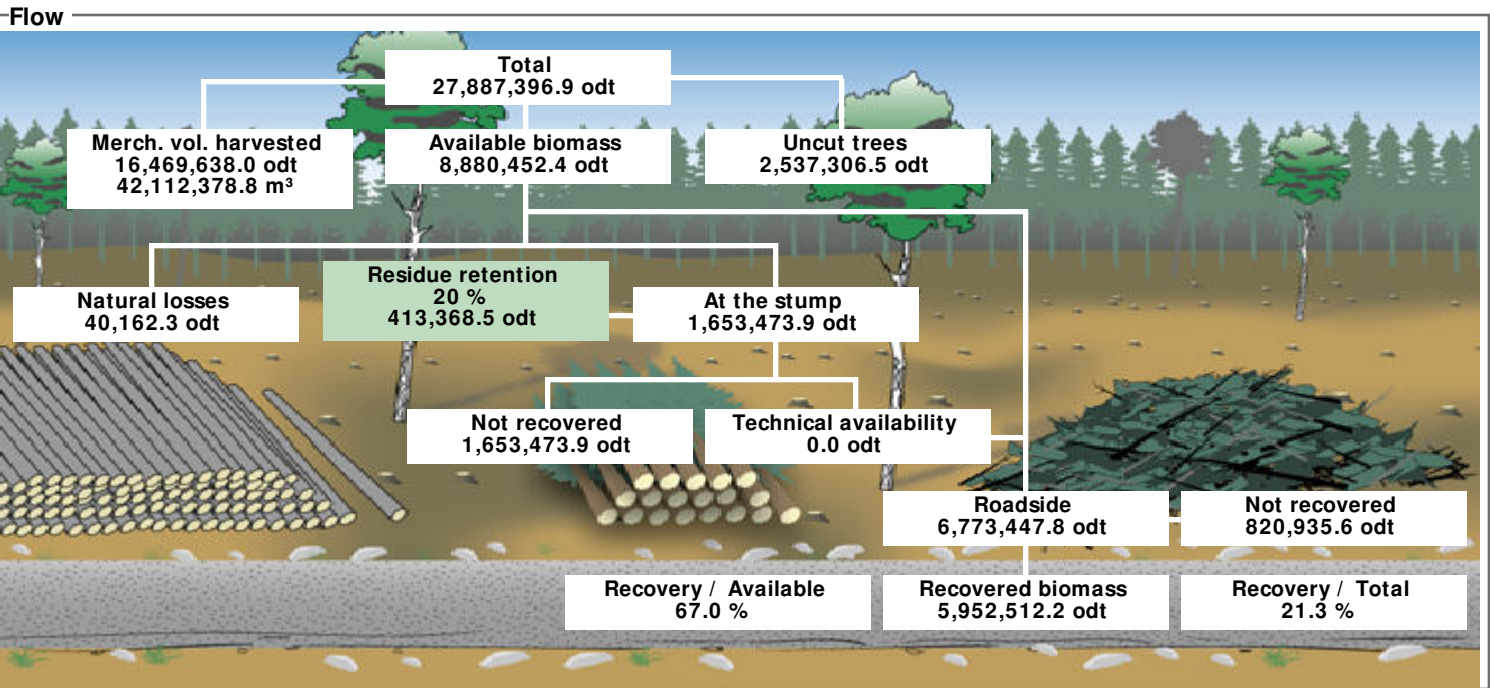 Flow
Total
27,887,396.9 odt
Merch. vol. harvested
16,469,638.0 odt
42,112,378.8 m³
Available biomass
8,880,452.4 odt
Uncut trees
2,537,306.5 odt
Natural losses
40,162.3 odt
Residue retention
20 %
413,368.5 odt
At the stump
1,653,473.9 odt
Not recovered
1,653,473.9 odt
Technical availability
0.0 odt
Roadside
6,773,447.8 odt
Not recovered
820,935.6 odt
Recovery / Available
67.0 %
Recovered biomass
5,952,512.2 odt
Recovery / Total
21.3 %